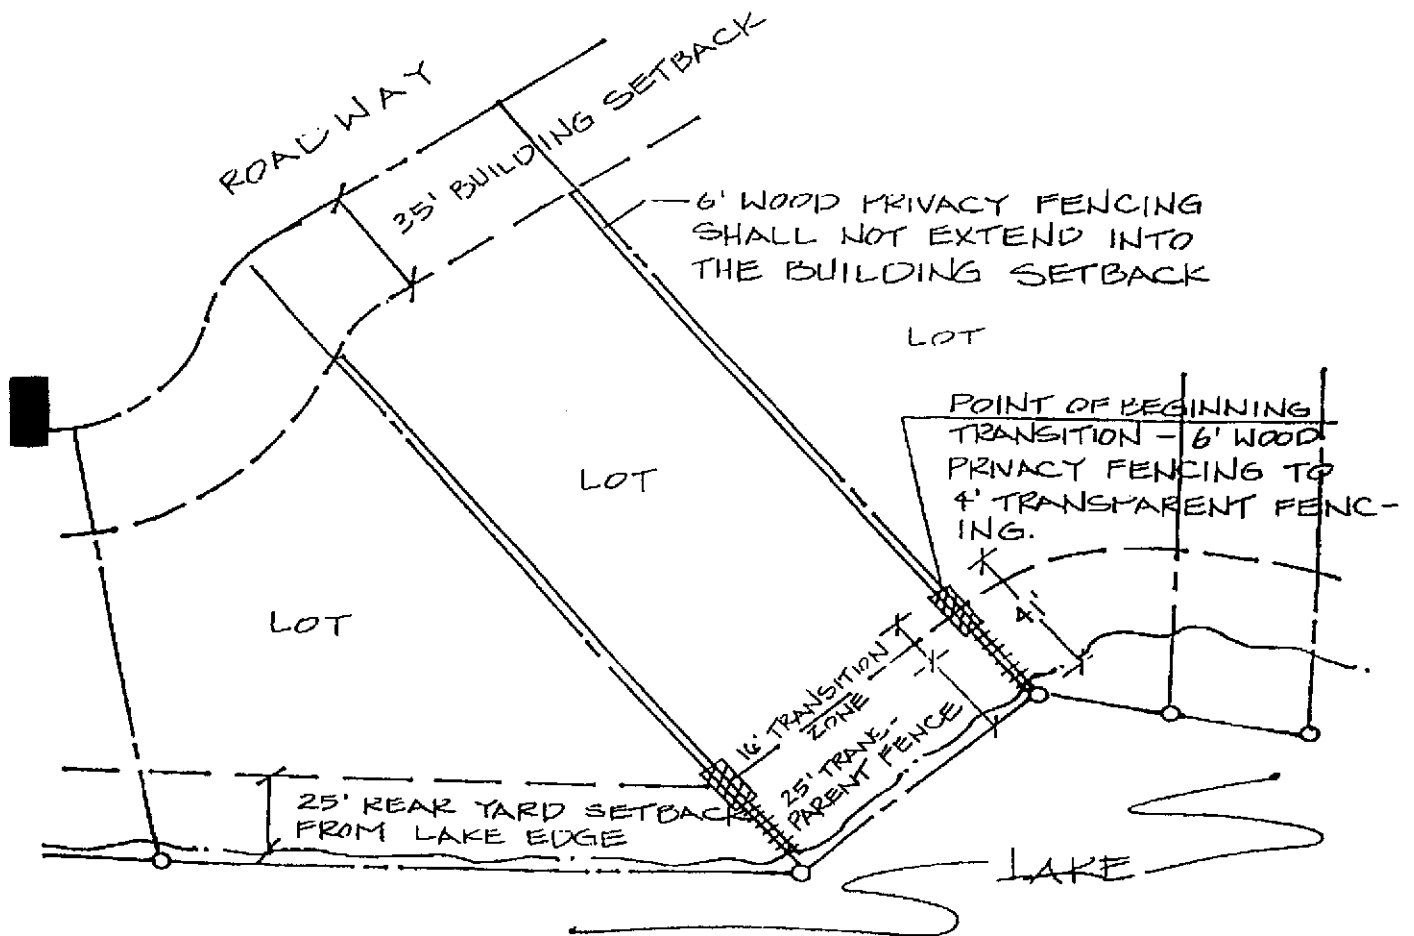 ROADWAY
35' BUILDING SETBACK
6' WOOD PRIVACY FENCING
SHALL NOT EXTEND INTO
THE BUILDING SETBACK
LOT
POINT OF BEGINNING
TRANSITION - 6' WOOD
PRIVACY FENCING TO
4' TRANSPARENT FENC-
ING.
LOT
41'
LOT
16' TRANSITION
ZONE
25' TRANS-
PARENT FENCE
25' REAR YARD SETBACK
FROM LAKE EDGE
LAKE